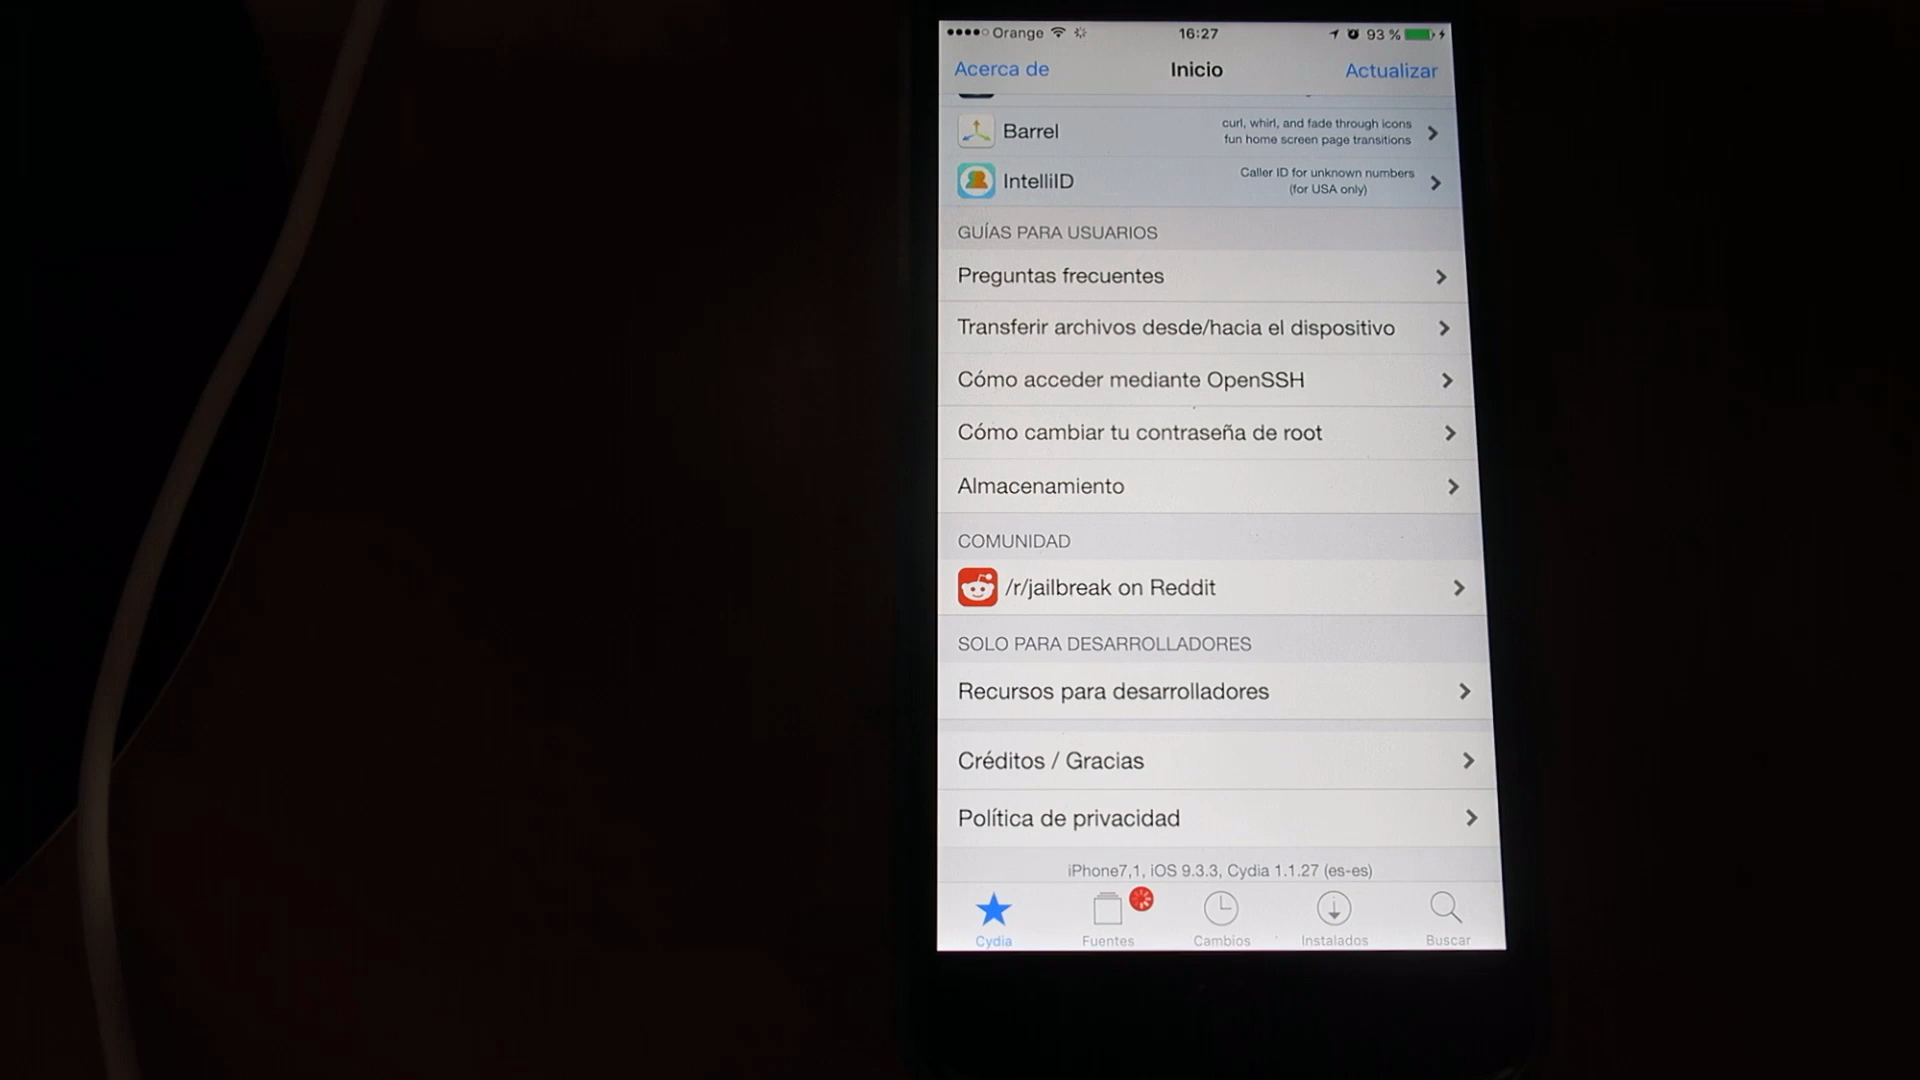 Orange 16:27 93 %
Acerca de Inicio Actualizar
Barrel
curl, whirl, and fade through icons
fun home screen page transitions
IntelliID
Caller ID for unknown numbers
(for USA only)
GUÍAS PARA USUARIOS
Preguntas frecuentes
Transferir archivos desde/hacia el dispositivo
Cómo acceder mediante OpenSSH
Cómo cambiar tu contraseña de root
Almacenamiento
COMUNIDAD
/r/jailbreak on Reddit
SOLO PARA DESARROLLADORES
Recursos para desarrolladores
Créditos / Gracias
Política de privacidad
iPhone7,1, iOS 9.3.3, Cydia 1.1.27 (es-es)
Cydia Fuentes Cambios Instalados Buscar